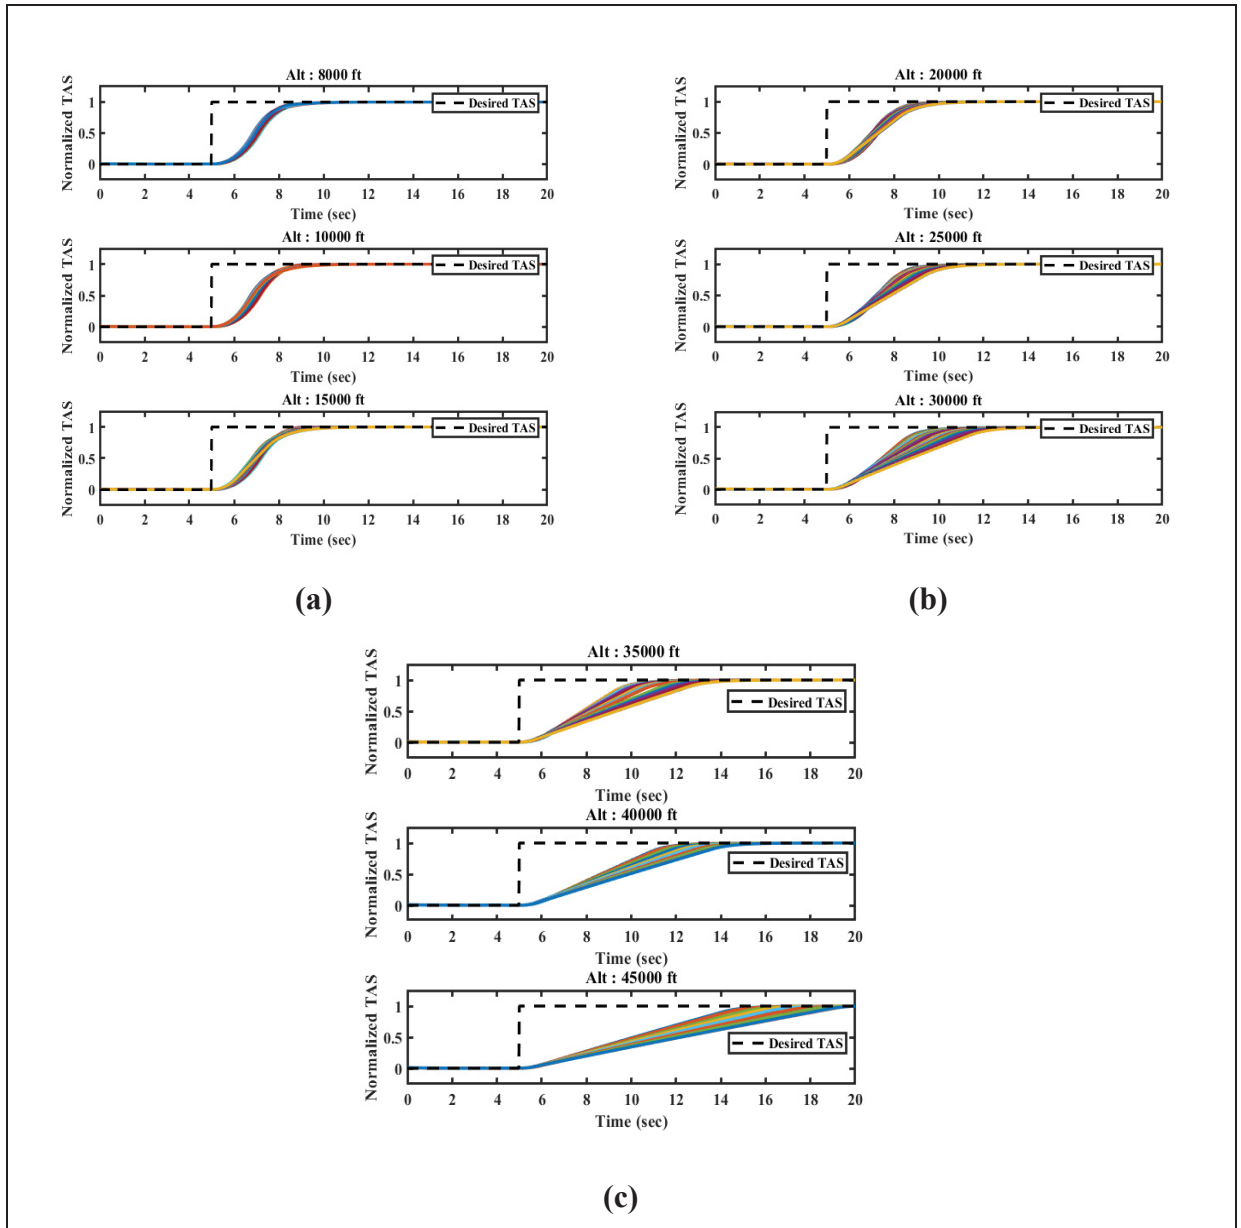 Alt : 8000 ft
Normalized TAS
1
0.5
0
Desired TAS
0 2 4 6 8 10 12 14 16 18 20
Time (sec)
Alt : 10000 ft
Normalized TAS
1
0.5
0
Desired TAS
0 2 4 6 8 10 12 14 16 18 20
Time (sec)
Alt : 15000 ft
Normalized TAS
1
0.5
0
Desired TAS
0 2 4 6 8 10 12 14 16 18 20
Time (sec)
(a)
Alt : 20000 ft
Normalized TAS
1
0.5
0
Desired TAS
0 2 4 6 8 10 12 14 16 18 20
Time (sec)
Alt : 25000 ft
Normalized TAS
1
0.5
0
Desired TAS
0 2 4 6 8 10 12 14 16 18 20
Time (sec)
Alt : 30000 ft
Normalized TAS
1
0.5
0
Desired TAS
0 2 4 6 8 10 12 14 16 18 20
Time (sec)
(b)
Alt : 35000 ft
Normalized TAS
1
0.5
0
Desired TAS
0 2 4 6 8 10 12 14 16 18 20
Time (sec)
Alt : 40000 ft
Normalized TAS
1
0.5
0
Desired TAS
0 2 4 6 8 10 12 14 16 18 20
Time (sec)
Alt : 45000 ft
Normalized TAS
1
0.5
0
Desired TAS
0 2 4 6 8 10 12 14 16 18 20
Time (sec)
(c)